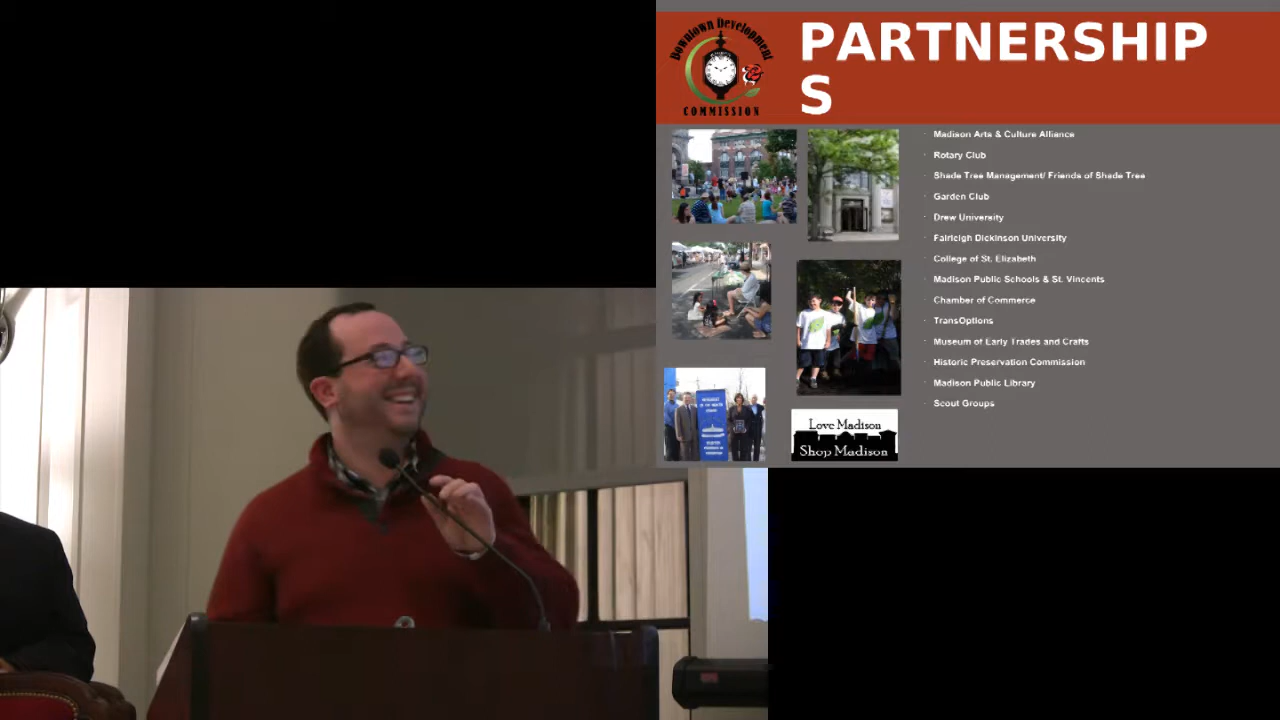 Downtown Development
COMMISSION
PARTNERSHIP
S
Madison Arts & Culture Alliance
Rotary Club
Shade Tree Management/ Friends of Shade Tree
Garden Club
Drew University
Fairleigh Dickinson University
College of St. Elizabeth
Madison Public Schools & St. Vincents
Chamber of Commerce
TransOptions
Museum of Early Trades and Crafts
Historic Preservation Commission
Madison Public Library
Scout Groups
Love Madison
Shop Madison